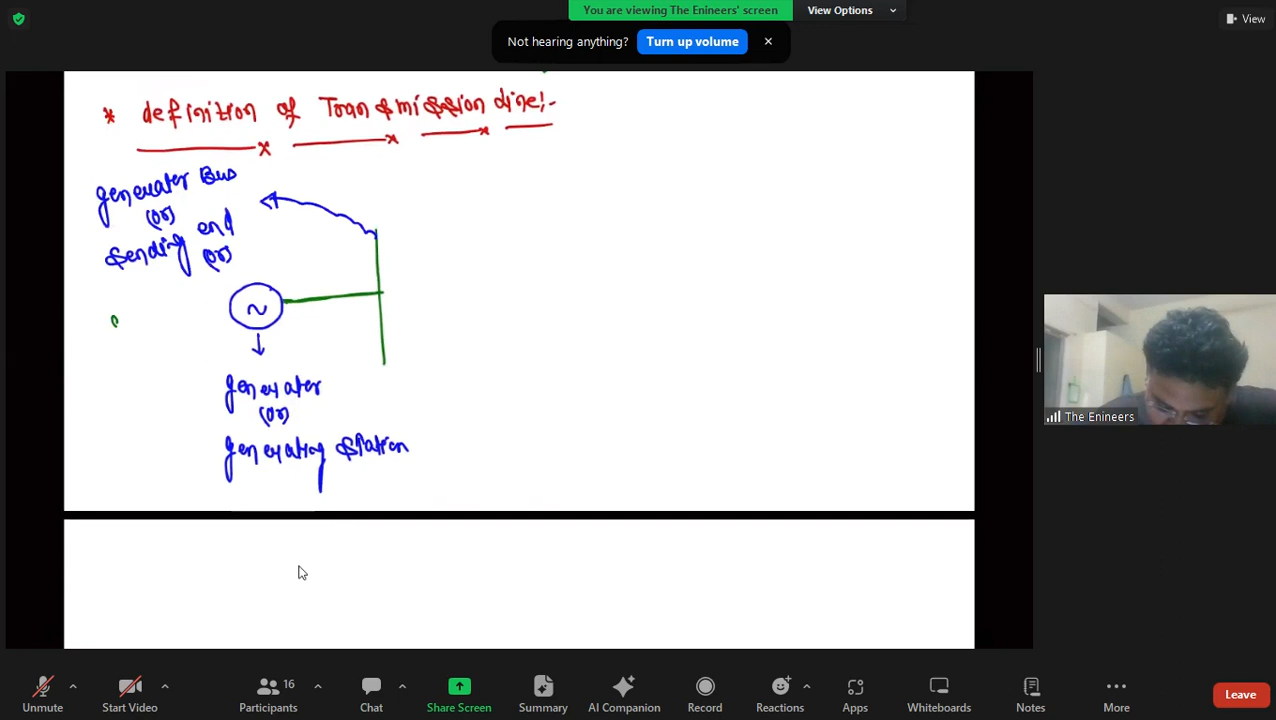 You are viewing The Enineers' screen
View Options
View
Not hearing anything?
Turn up volume
* definition of Transmission Line:-
generater Bus
(or)
Sending end
(or)
~
generater
(or)
generating Station
The Enineers
Unmute
Start Video
16
Participants
Chat
Share Screen
Summary
AI Companion
Record
Reactions
Apps
Whiteboards
Notes
More
Leave